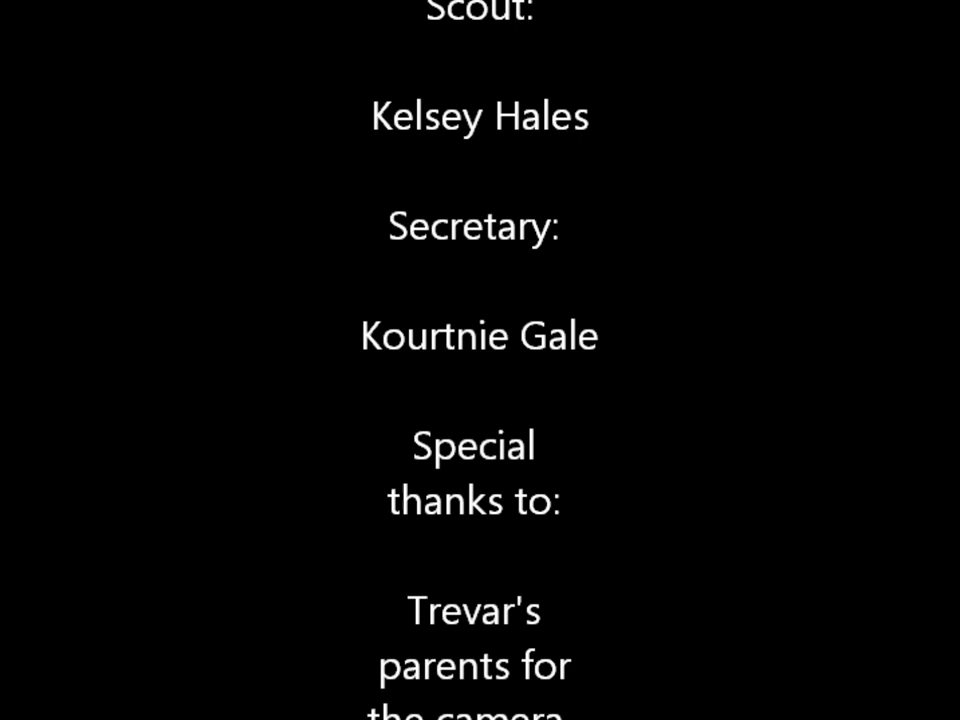 Scout:
Kelsey Hales
Secretary:
Kourtnie Gale
Special
thanks to:
Trevar's
parents for
the camera